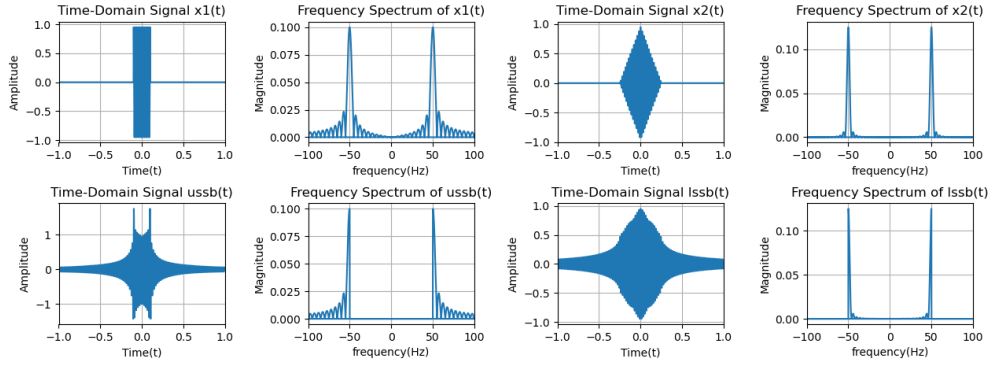 Time-Domain Signal x1(t)
1.0
0.5
0.0
−0.5
−1.0
Amplitude
−1.0 −0.5 0.0 0.5 1.0
Time(t)
Frequency Spectrum of x1(t)
0.100
0.075
0.050
0.025
0.000
Magnitude
−100 −50 0 50 100
frequency(Hz)
Time-Domain Signal x2(t)
1.0
0.5
0.0
−0.5
−1.0
Amplitude
−1.0 −0.5 0.0 0.5 1.0
Time(t)
Frequency Spectrum of x2(t)
0.10
0.05
0.00
Magnitude
−100 −50 0 50 100
frequency(Hz)
Time-Domain Signal ussb(t)
1
0
−1
Amplitude
−1.0 −0.5 0.0 0.5 1.0
Time(t)
Frequency Spectrum of ussb(t)
0.100
0.075
0.050
0.025
0.000
Magnitude
−100 −50 0 50 100
frequency(Hz)
Time-Domain Signal lssb(t)
1.0
0.5
0.0
−0.5
−1.0
Amplitude
−1.0 −0.5 0.0 0.5 1.0
Time(t)
Frequency Spectrum of lssb(t)
0.10
0.05
0.00
Magnitude
−100 −50 0 50 100
frequency(Hz)